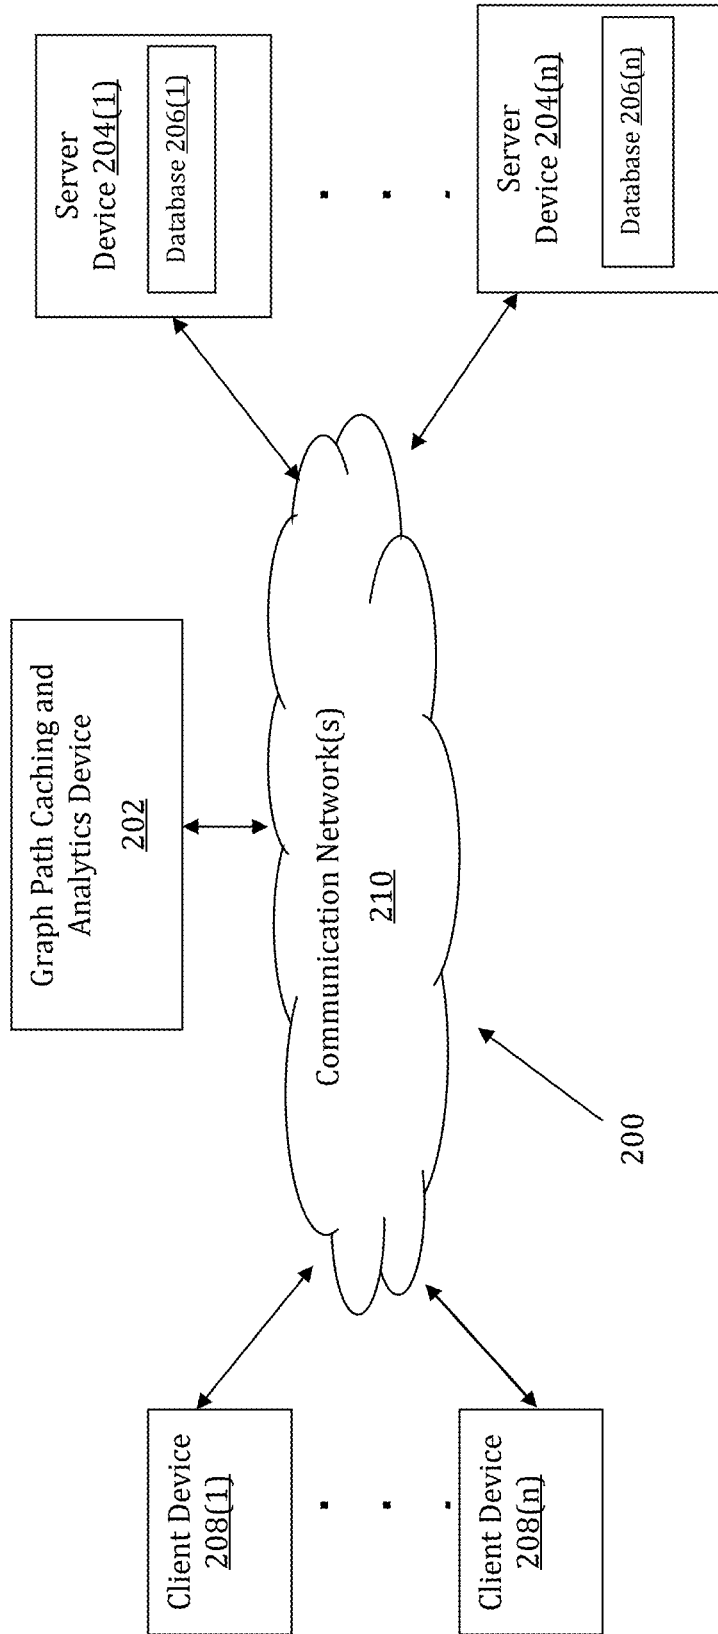 Graph Path Caching and
Analytics Device
202
Server
Device 204(1)
Database 206(1)
Client Device
208(1)
Communication Network(s)
210
Server
Device 204(n)
Database 206(n)
Client Device
208(n)
200